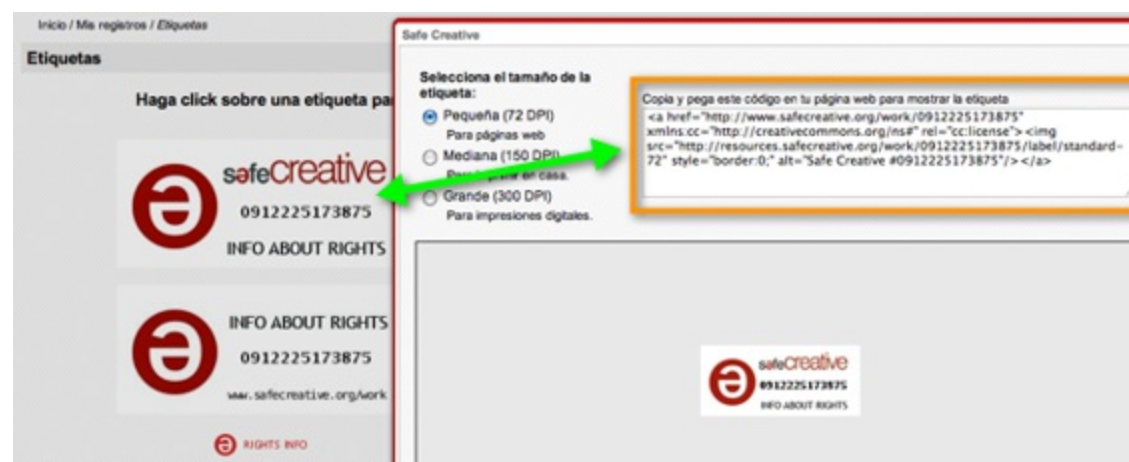 Inicio / Mis registros / Etiquetas
Etiquetas
Haga click sobre una etiqueta pa
safeCreative
0912225173875
INFO ABOUT RIGHTS
INFO ABOUT RIGHTS
0912225173875
www.safecreative.org/work
RIGHTS INFO
Safe Creative
Selecciona el tamaño de la
etiqueta:
Pequeña (72 DPI)
Para páginas web
Mediana (150 DPI)
Para imprimir en casa.
Grande (300 DPI)
Para impresiones digitales.
Copia y pega este código en tu página web para mostrar la etiqueta
<a href="http://www.safecreative.org/work/0912225173875"
xmlns:cc="http://creativecommons.org/ns#" rel="cc:license"><img
src="http://resources.safecreative.org/work/0912225173875/label/standard-
72" style="border:0;" alt="Safe Creative #0912225173875"/></a>
safeCreative
0912225173875
INFO ABOUT RIGHTS